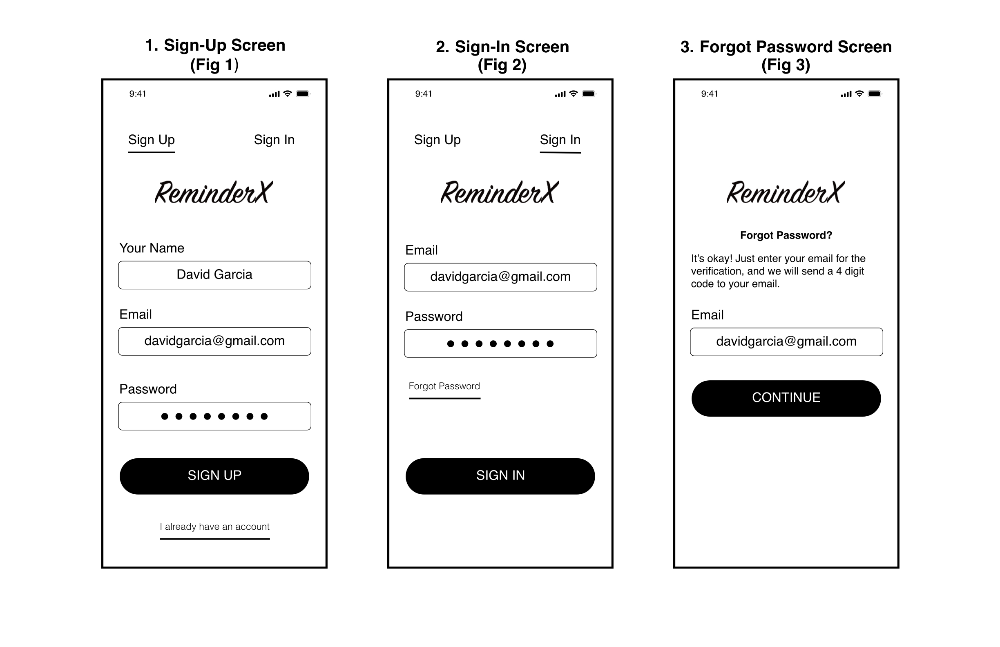 1. Sign-Up Screen
(Fig 1)
9:41
Sign Up
Sign In
ReminderX
Your Name
David Garcia
Email
davidgarcia@gmail.com
Password
SIGN UP
I already have an account
2. Sign-In Screen
(Fig 2)
9:41
Sign Up
Sign In
ReminderX
Email
davidgarcia@gmail.com
Password
Forgot Password
SIGN IN
3. Forgot Password Screen
(Fig 3)
9:41
ReminderX
Forgot Password?
It’s okay! Just enter your email for the
verification, and we will send a 4 digit
code to your email.
Email
davidgarcia@gmail.com
CONTINUE